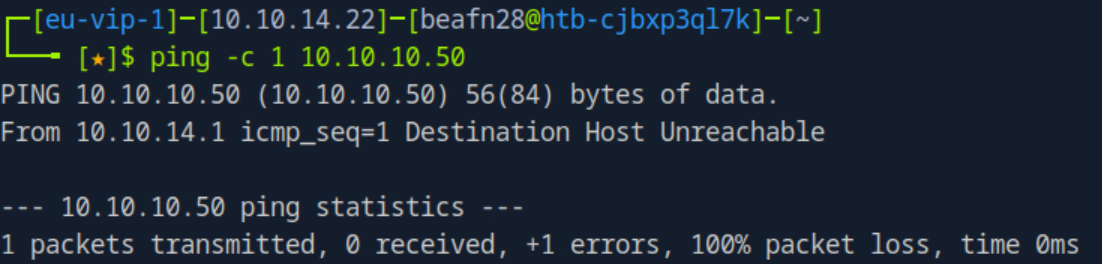 ┌─[eu-vip-1]─[10.10.14.22]─[beafn28@htb-cjbxp3ql7k]─[~]
└──╼ [★]$ ping -c 1 10.10.10.50
PING 10.10.10.50 (10.10.10.50) 56(84) bytes of data.
From 10.10.14.1 icmp_seq=1 Destination Host Unreachable
--- 10.10.10.50 ping statistics ---
1 packets transmitted, 0 received, +1 errors, 100% packet loss, time 0ms